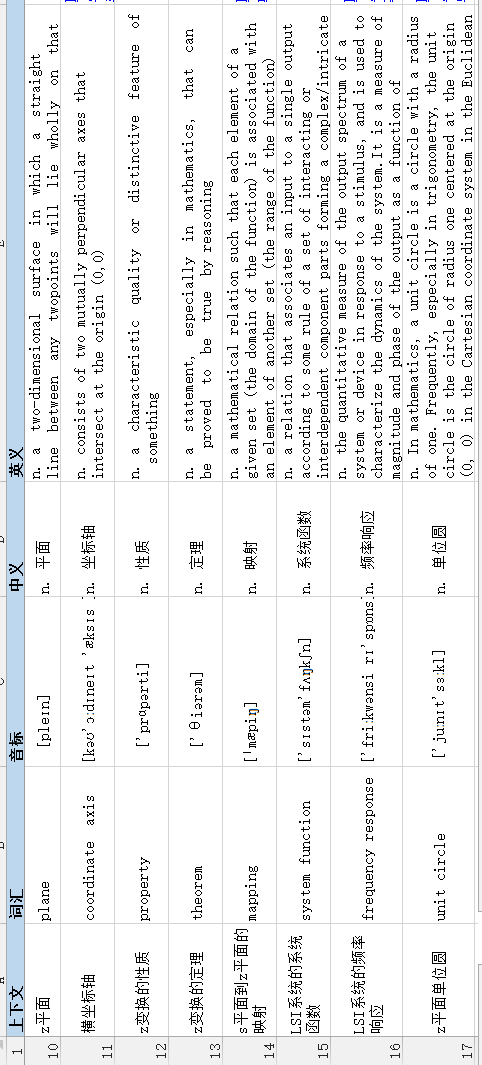 A B C D E
1 上下文 词汇 音标 中义 英义
10 z平面 plane [pleɪn] n. 平面 n. a two-dimensional surface in which a straight
line between any twopoints will lie wholly on that
11 横坐标轴 coordinate axis [kəʊˈɔːdɪneɪt ˈæksɪs n. 坐标轴 n. consists of two mutually perpendicular axes that
intersect at the origin (0,0)
12 z变换的性质 property [ˈprɑpərti] n. 性质 n. a characteristic quality or distinctive feature of
something
13 z变换的定理 theorem [ˈθiərəm] n. 定理 n. a statement, especially in mathematics, that can
be proved to be true by reasoning
14 s平面到z平面的
映射 mapping [ˈmæpiŋ] n. 映射 n. a mathematical relation such that each element of a
given set (the domain of the function) is associated with
an element of another set (the range of the function)
15 LSI系统的系统
函数 system function [ˈsɪstəmˈfʌŋkʃn] n. 系统函数 n. a relation that associates an input to a single output
according to some rule of a set of interacting or
interdependent component parts forming a complex/intricate
16 LSI系统的频率
响应 frequency response [ˈfriːkwənsi rɪˈspɒns] n. 频率响应 n. the quantitative measure of the output spectrum of a
system or device in response to a stimulus, and is used to
characterize the dynamics of the system.It is a measure of
magnitude and phase of the output as a function of
17 z平面单位圆 unit circle [ˈjuːnɪtˈsɜːkl] n. 单位圆 n. In mathematics, a unit circle is a circle with a radius
of one. Frequently, especially in trigonometry, the unit
circle is the circle of radius one centered at the origin
(0, 0) in the Cartesian coordinate system in the Euclidean